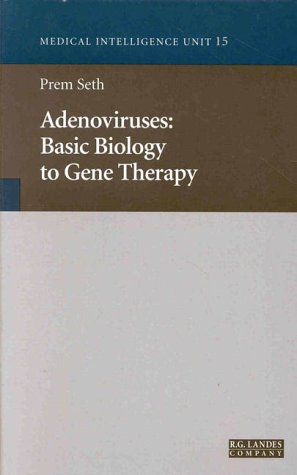 MEDICAL INTELLIGENCE UNIT 15
Prem Seth
Adenoviruses:
Basic Biology
to Gene Therapy
R.G. LANDES
COMPANY